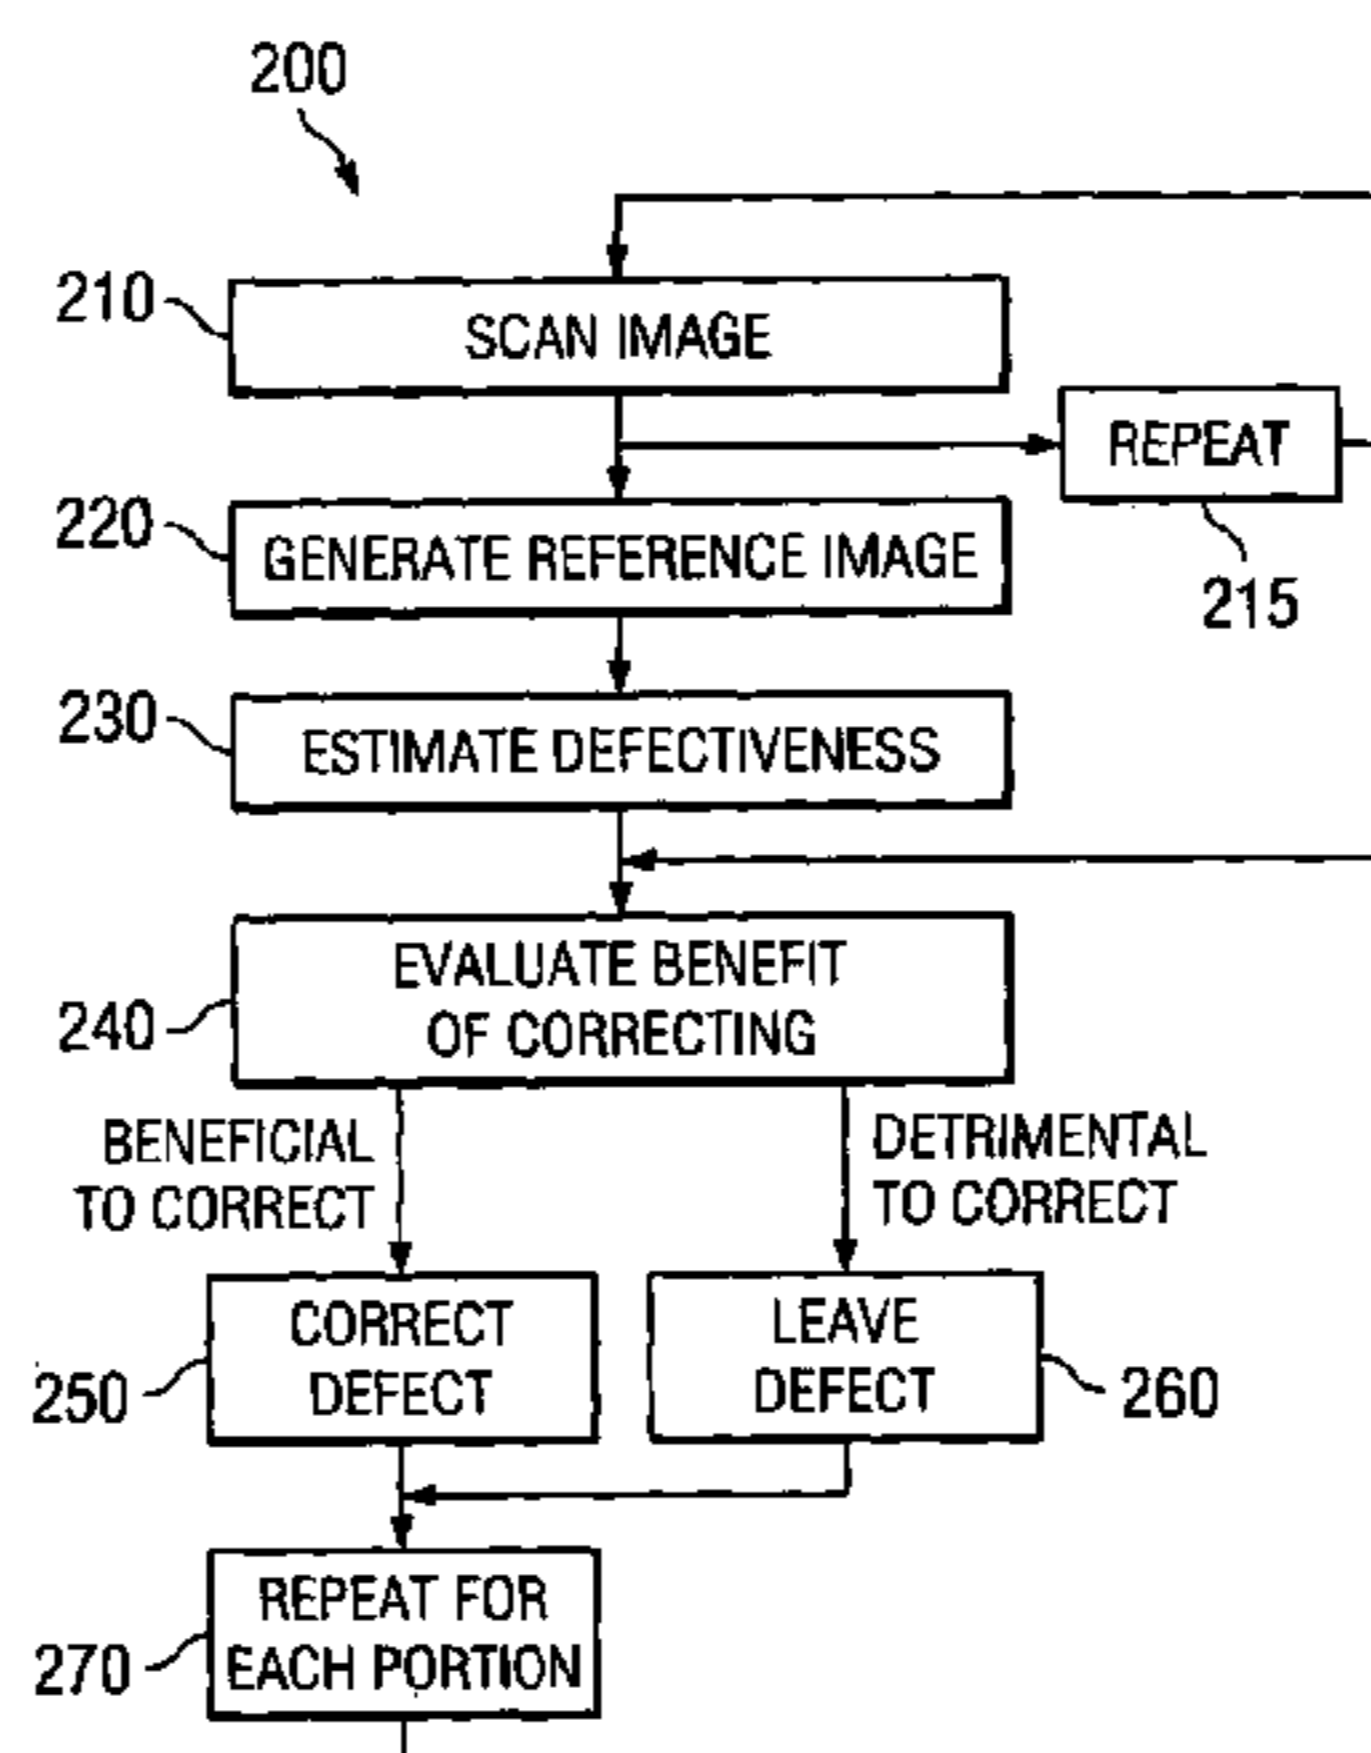 200
210
SCAN IMAGE
REPEAT
215
220
GENERATE REFERENCE IMAGE
230
ESTIMATE DEFECTIVENESS
240
EVALUATE BENEFIT
OF CORRECTING
BENEFICIAL
TO CORRECT
DETRIMENTAL
TO CORRECT
250
CORRECT
DEFECT
LEAVE
DEFECT
260
270
REPEAT FOR
EACH PORTION